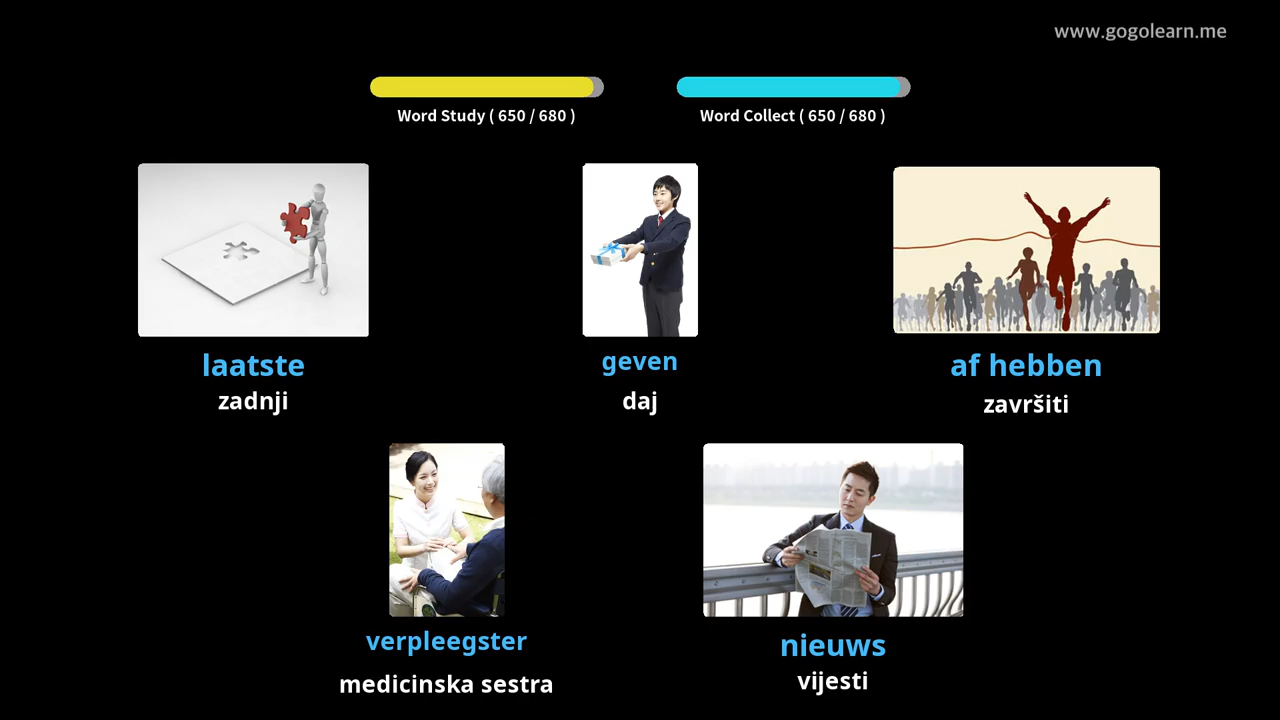 www.gogolearn.me
Word Study ( 650 / 680 )
Word Collect ( 650 / 680 )
laatste
zadnji
geven
daj
af hebben
završiti
verpleegster
medicinska sestra
nieuws
vijesti